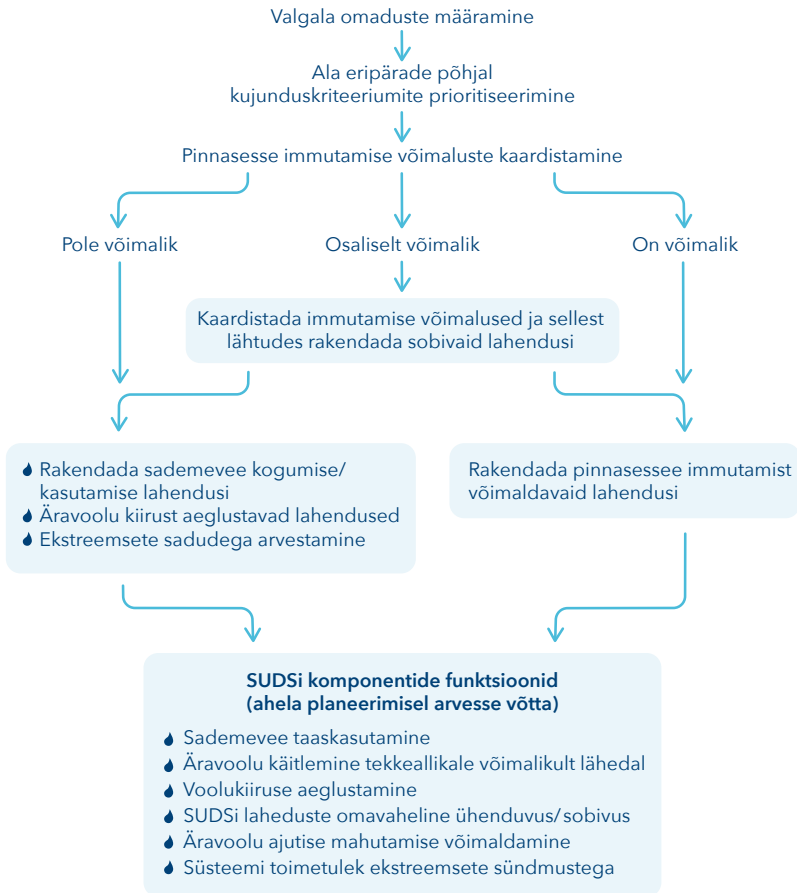 Valgala omaduste määramine
Ala eripärade põhjal
kujunduskriteeriumite prioritiseerimine
Pinnasesse immutamise võimaluste kaardistamine
Pole võimalik
Osaliselt võimalik
On võimalik
Kaardistada immutamise võimalused ja sellest
lähtudes rakendada sobivaid lahendusi
Rakendada sademevee kogumise/
kasutamise lahendusi
Äravoolu kiirust aeglustavad lahendused
Ekstreemsete sadudega arvestamine
Rakendada pinnasessee immutamist
võimaldavaid lahendusi
SUDSi komponentide funktsioonid
(ahela planeerimisel arvesse võtta)
Sademevee taaskasutamine
Äravoolu käitlemine tekkeallikale võimalikult lähedal
Voolukiiruse aeglustamine
SUDSi laheduste omavaheline ühenduvus/sobivus
Äravoolu ajutise mahutamise võimaldamine
Süsteemi toimetulek ekstreemsete sündmustega